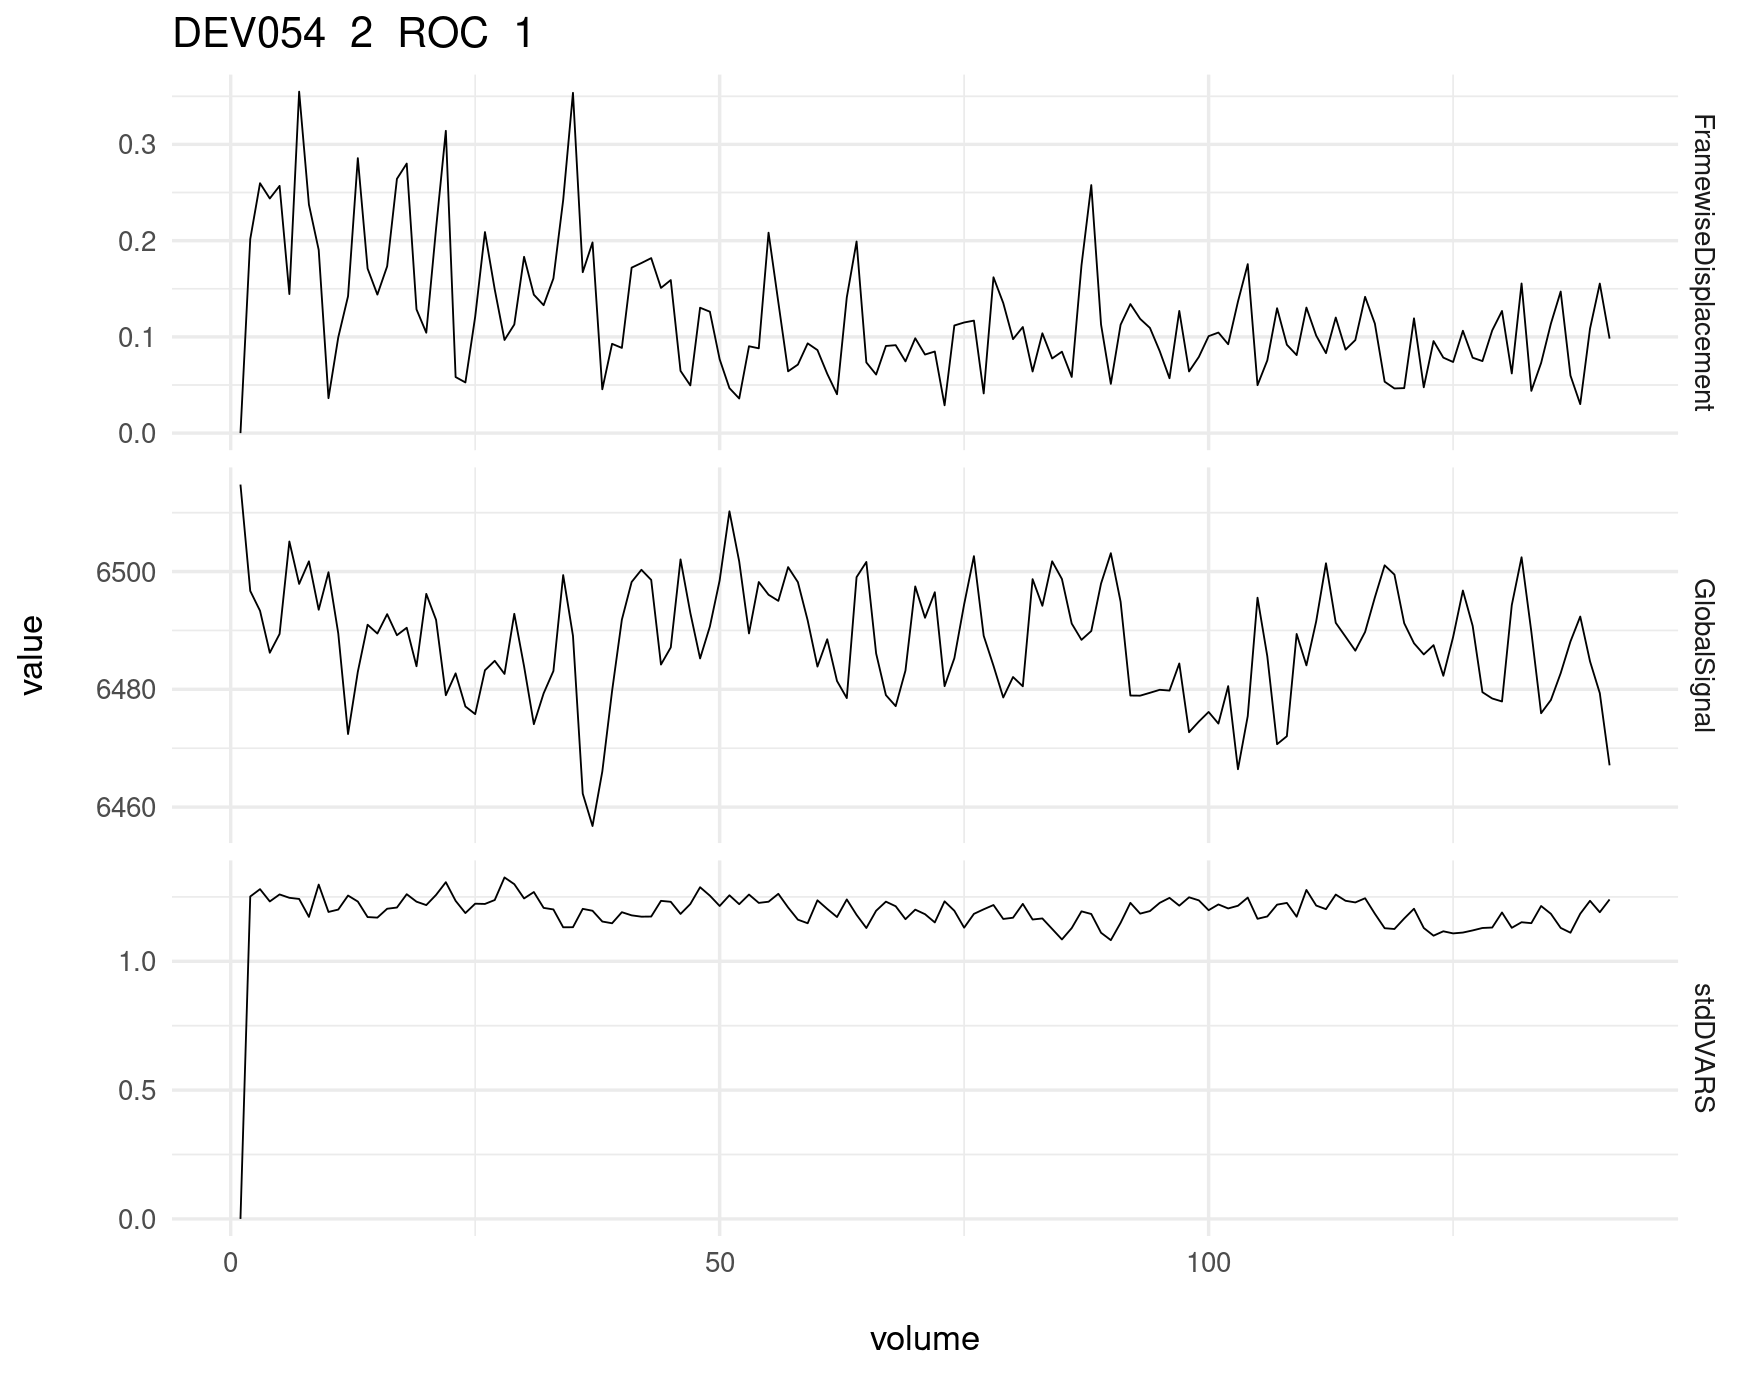 DEV054 2 ROC 1
0.3
0.2
0.1
0.0
FramewiseDisplacement
6500
6480
6460
GlobalSignal
value
1.0
0.5
0.0
stdDVARS
0 50 100
volume